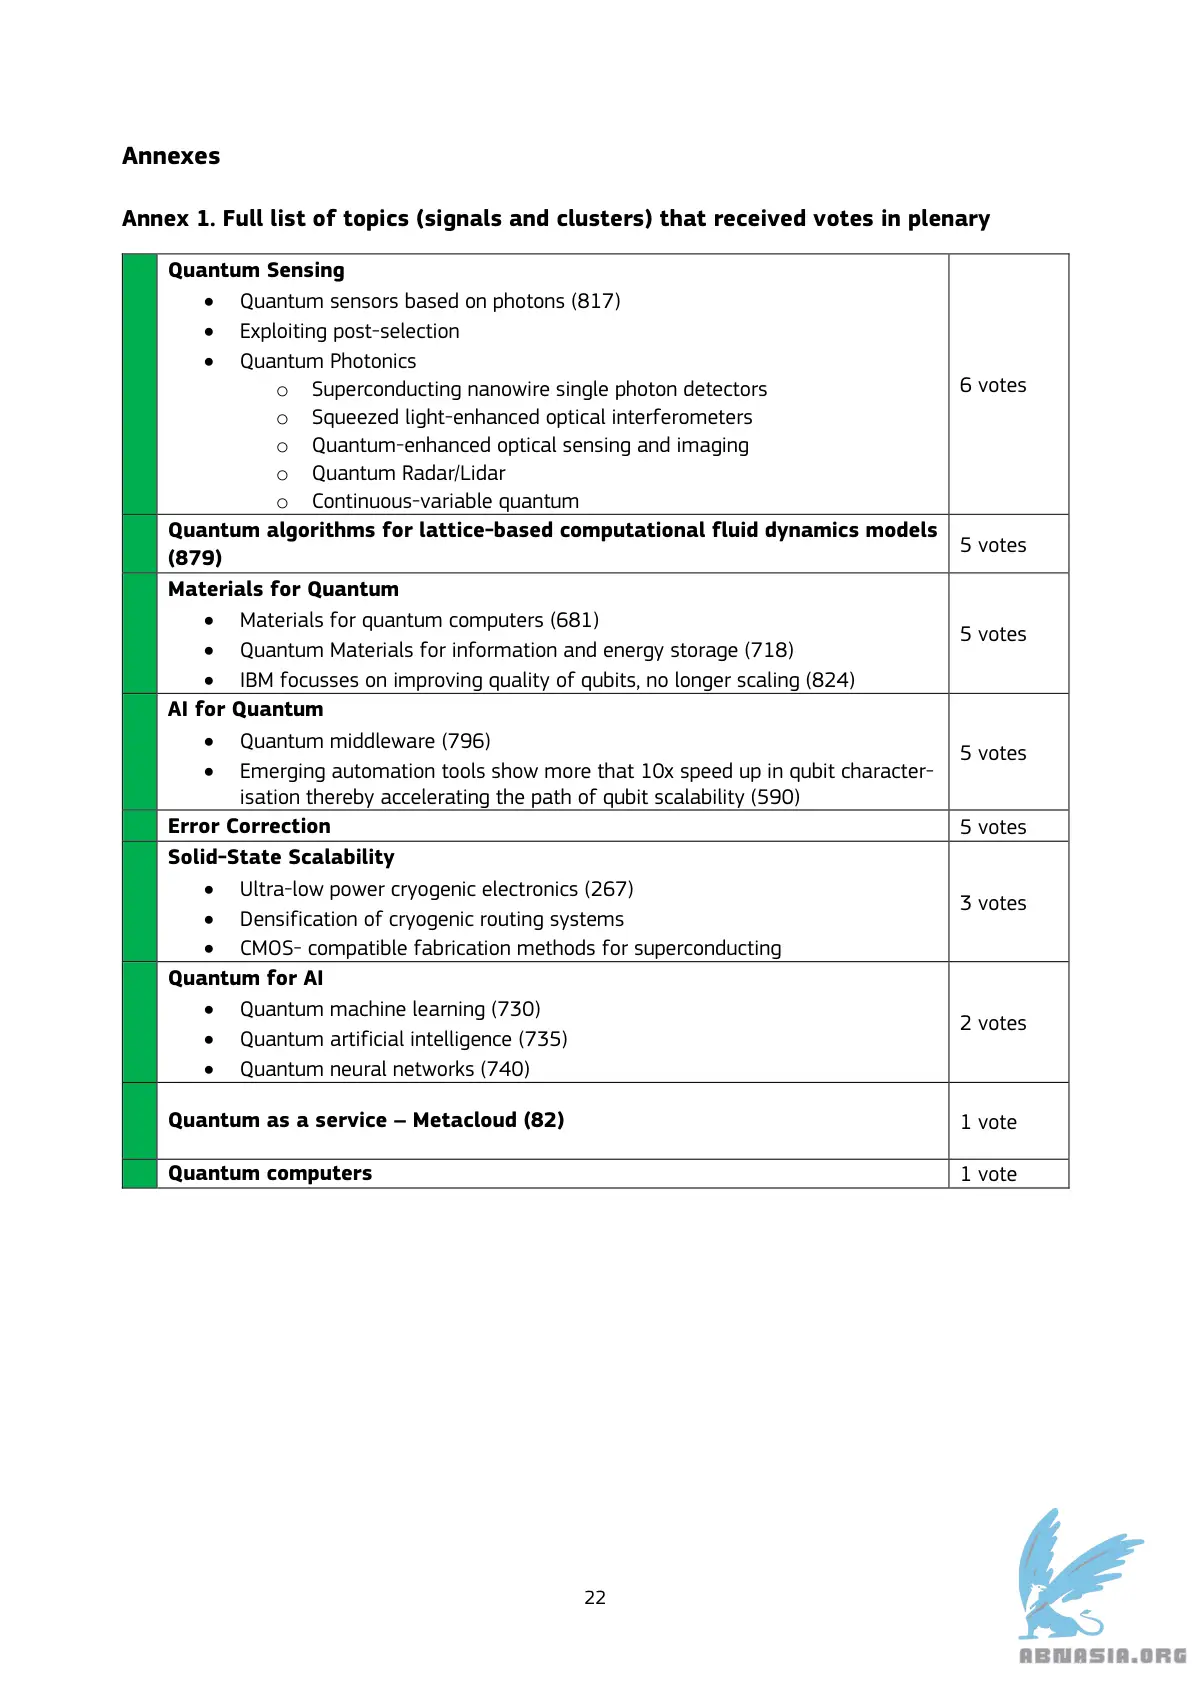 Annexes
Annex 1. Full list of topics (signals and clusters) that received votes in plenary
Quantum Sensing
• Quantum sensors based on photons (817)
• Exploiting post-selection
• Quantum Photonics
o Superconducting nanowire single photon detectors
o Squeezed light-enhanced optical interferometers
o Quantum-enhanced optical sensing and imaging
o Quantum Radar/Lidar
o Continuous-variable quantum
6 votes
Quantum algorithms for lattice-based computational fluid dynamics models
(879)
5 votes
Materials for Quantum
• Materials for quantum computers (681)
• Quantum Materials for information and energy storage (718)
• IBM focusses on improving quality of qubits, no longer scaling (824)
5 votes
AI for Quantum
• Quantum middleware (796)
• Emerging automation tools show more that 10x speed up in qubit character-
isation thereby accelerating the path of qubit scalability (590)
5 votes
Error Correction
5 votes
Solid-State Scalability
• Ultra-low power cryogenic electronics (267)
• Densification of cryogenic routing systems
• CMOS- compatible fabrication methods for superconducting
3 votes
Quantum for AI
• Quantum machine learning (730)
• Quantum artificial intelligence (735)
• Quantum neural networks (740)
2 votes
Quantum as a service – Metacloud (82)
1 vote
Quantum computers
1 vote
22
ABNASIA.ORG